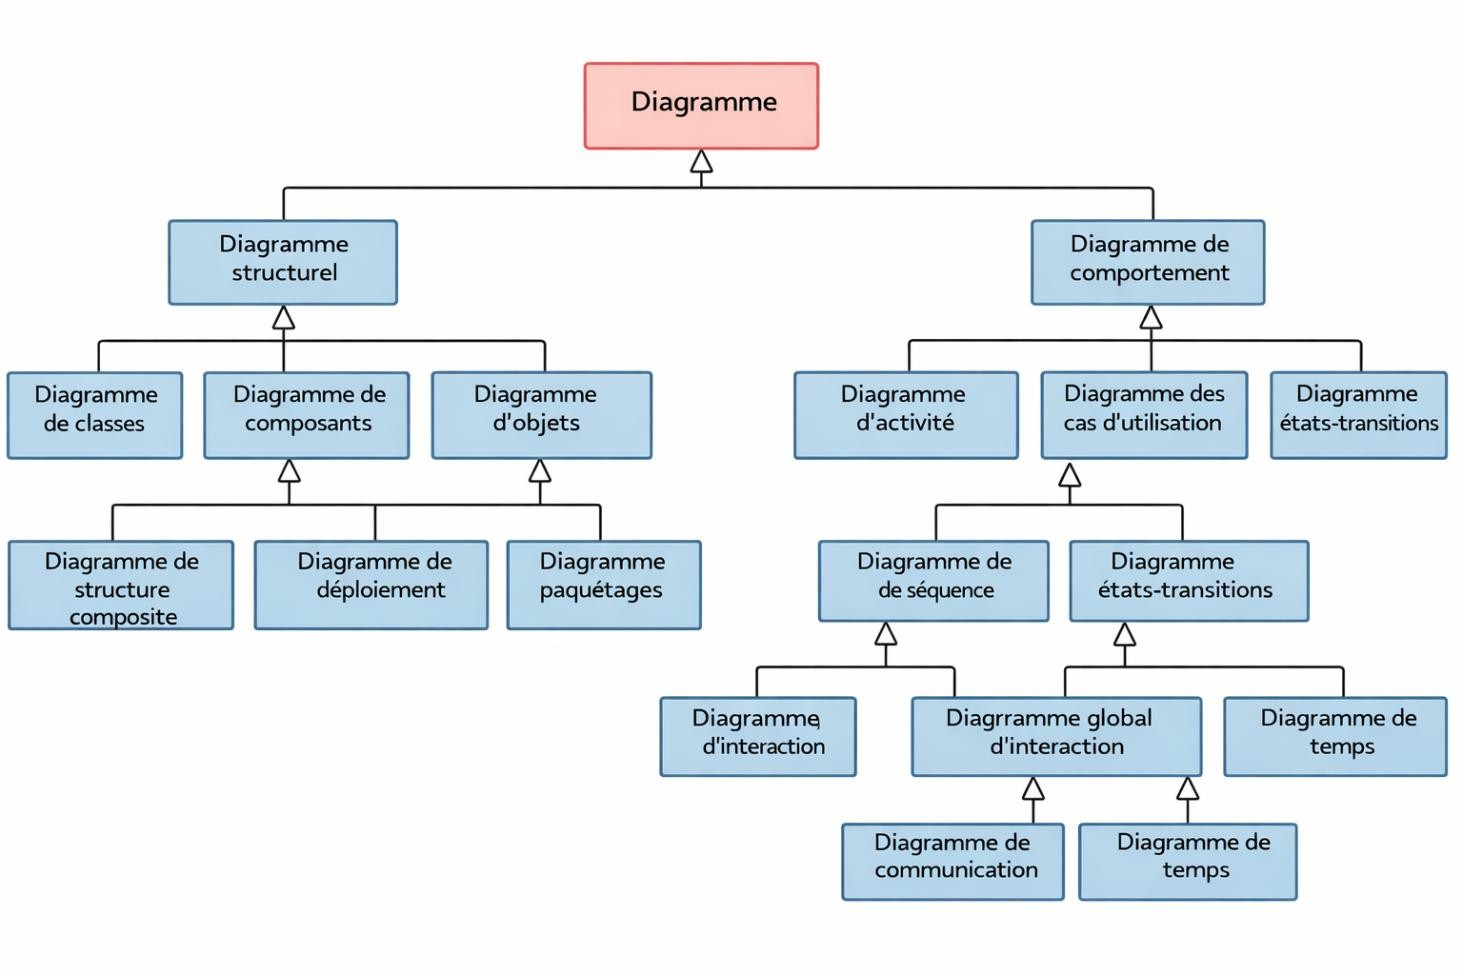 Diagramme
Diagramme
structurel
Diagramme de
comportement
Diagramme
de classes
Diagramme de
composants
Diagramme
d'objets
Diagramme
d'activité
Diagramme des
cas d'utilisation
Diagramme
états-transitions
Diagramme de
structure
composite
Diagramme de
déploiement
Diagramme
paquétages
Diagramme de
de séquence
Diagramme
états-transitions
Diagramme,
d'interaction
Diagrramme global
d'interaction
Diagramme de
temps
Diagramme de
communication
Diagramme de
temps